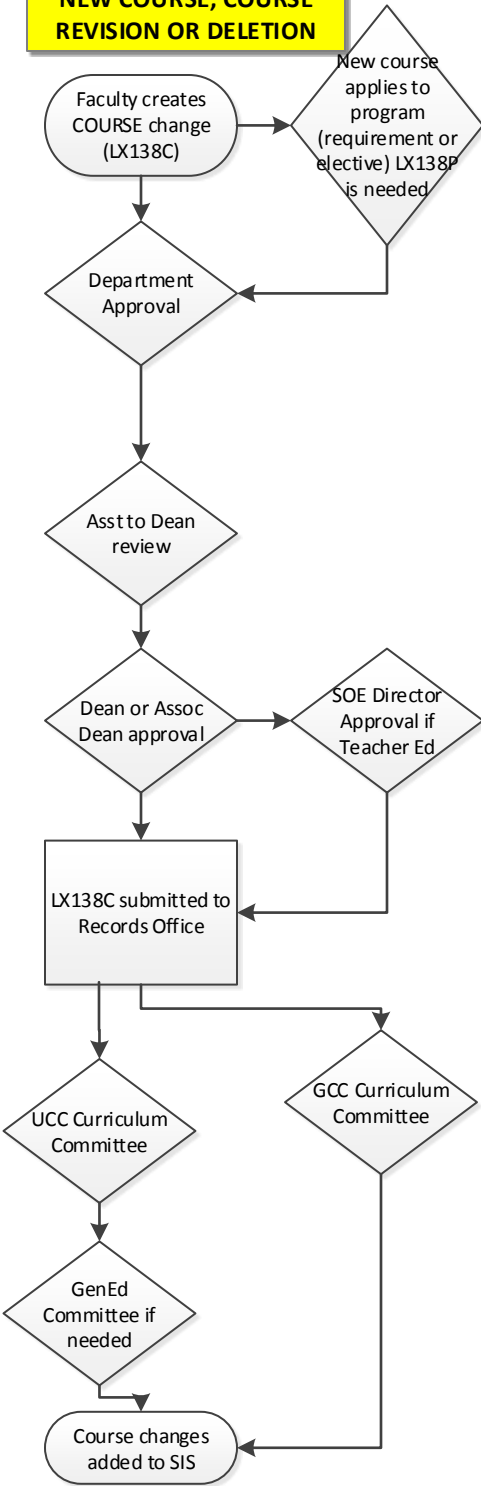 NEW COURSE, COURSE
REVISION OR DELETION
Faculty creates
COURSE change
(LX138C)
New course
applies to
program
(requirement or
elective) LX138P
is needed
Department
Approval
Asst to Dean
review
Dean or Assoc
Dean approval
SOE Director
Approval if
Teacher Ed
LX138C submitted to
Records Office
UCC Curriculum
Committee
GCC Curriculum
Committee
GenEd
Committee if
needed
Course changes
added to SIS